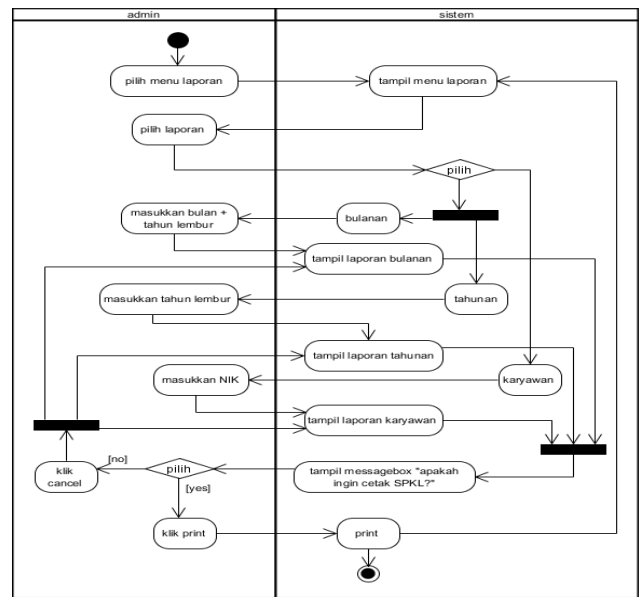 admin
sistem
pilih menu laporan
tampil menu laporan
pilih laporan
pilih
masukkan bulan +
tahun lembur
bulanan
tampil laporan bulanan
masukkan tahun lembur
tahunan
tampil laporan tahunan
masukkan NIK
karyawan
tampil laporan karyawan
klik
cancel
[no]
pilih
[yes]
tampil messagebox "apakah
ingin cetak SPKL?"
klik print
print